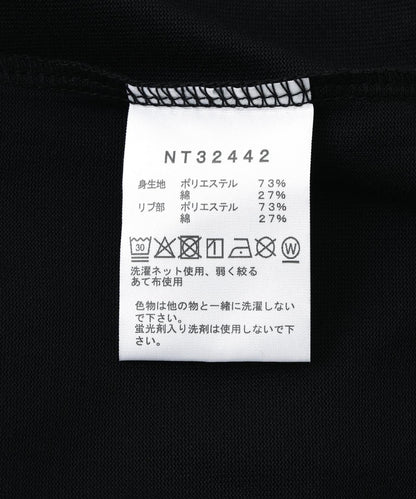 NT32442
身生地 ポリエステル 73%
綿 27%
リブ部 ポリエステル 73%
綿 27%
30 W
洗濯ネット使用、弱く絞る
あて布使用
色物は他の物と一緒に洗濯しない
で下さい。
蛍光剤入り洗剤は使用しないで下
さい。